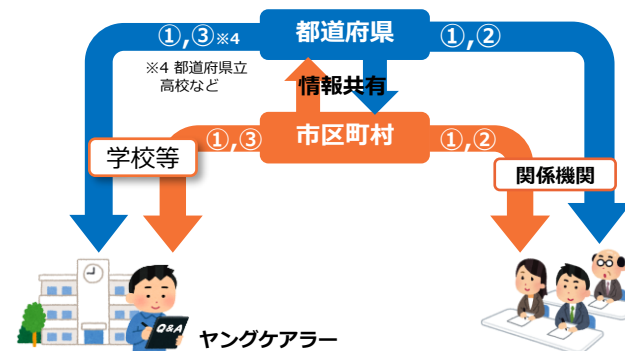 ①,③※4
都道府県
①,②
※4 都道府県立
高校など
情報共有
①,③
市区町村
①,②
学校等
関係機関
Q&A
ヤングケアラー